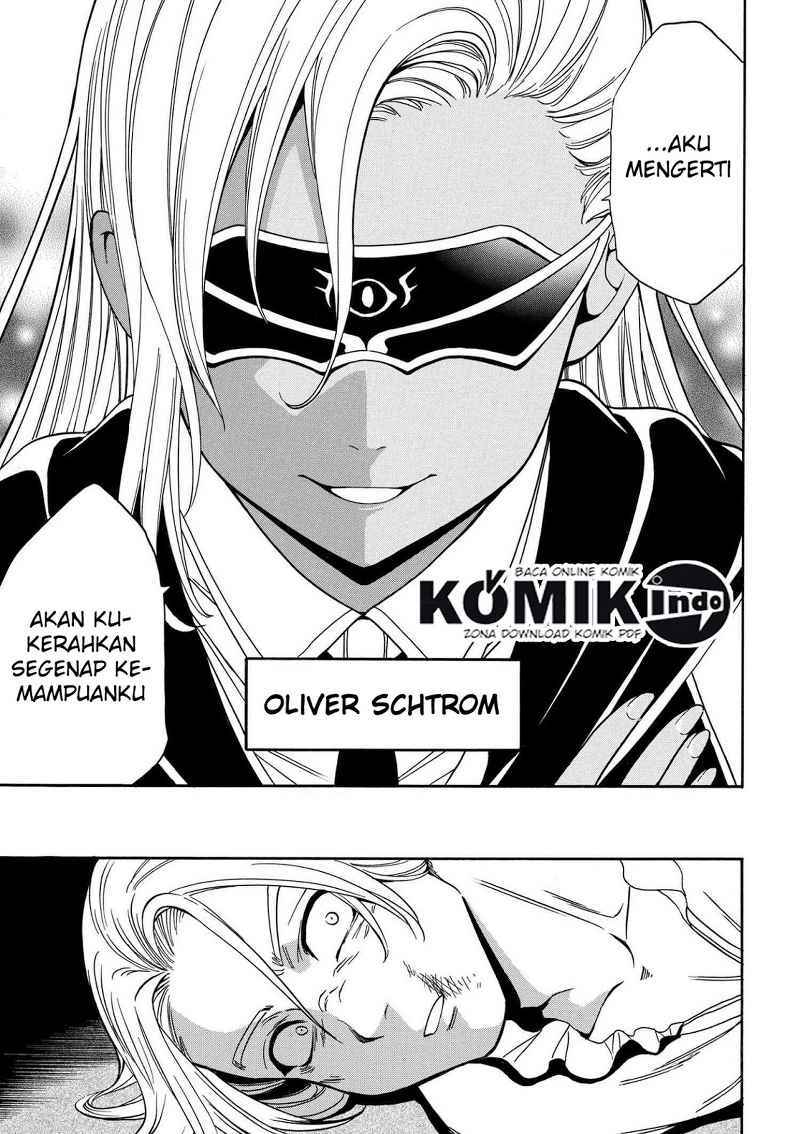 ...AKU
MENGERTI
BACA ONLINE KOMIK
KOMIK indo
ZONA DOWNLOAD KOMIK PDF
AKAN KU-
KERAHKAN
SEGENAP KE-
MAMPUANKU
OLIVER SCHTROM